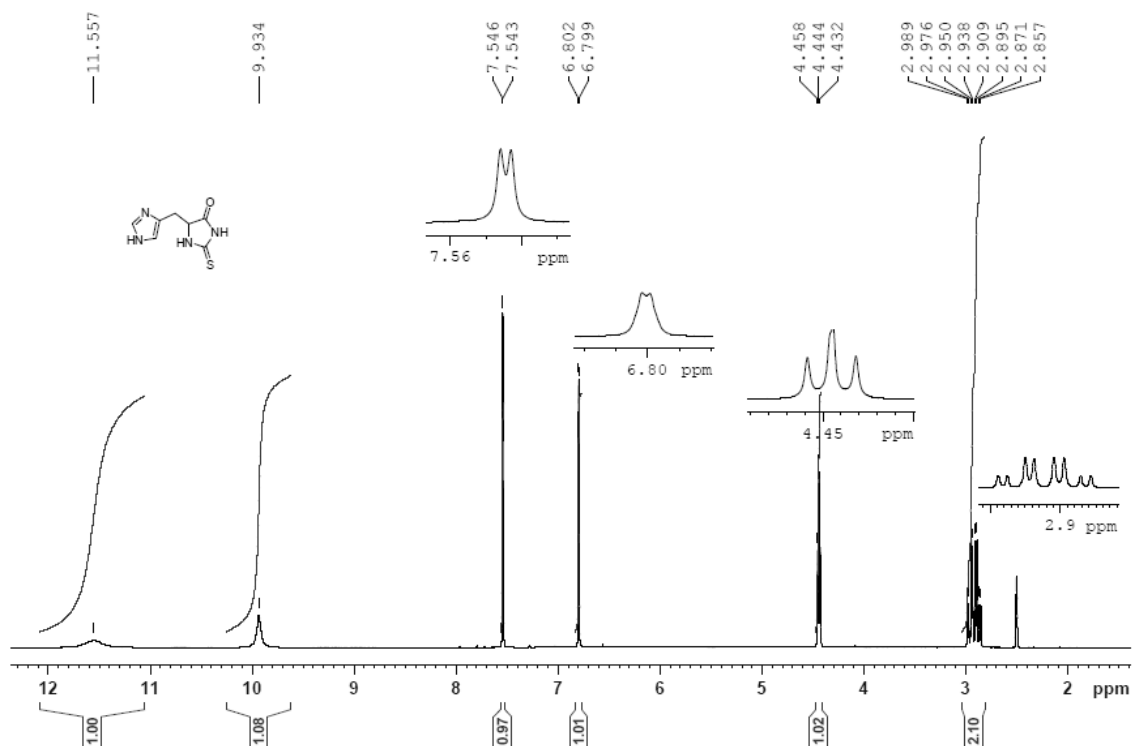 11.557
9.934
7.546
7.543
6.802
6.799
4.458
4.444
4.432
2.989
2.976
2.950
2.938
2.909
2.895
2.871
2.857
N
HN
O
NH
HN
S
7.56 ppm
6.80 ppm
4.45 ppm
2.9 ppm
12 11 10 9 8 7 6 5 4 3 2 ppm
1.00 1.08 0.97 1.01 1.02 2.10